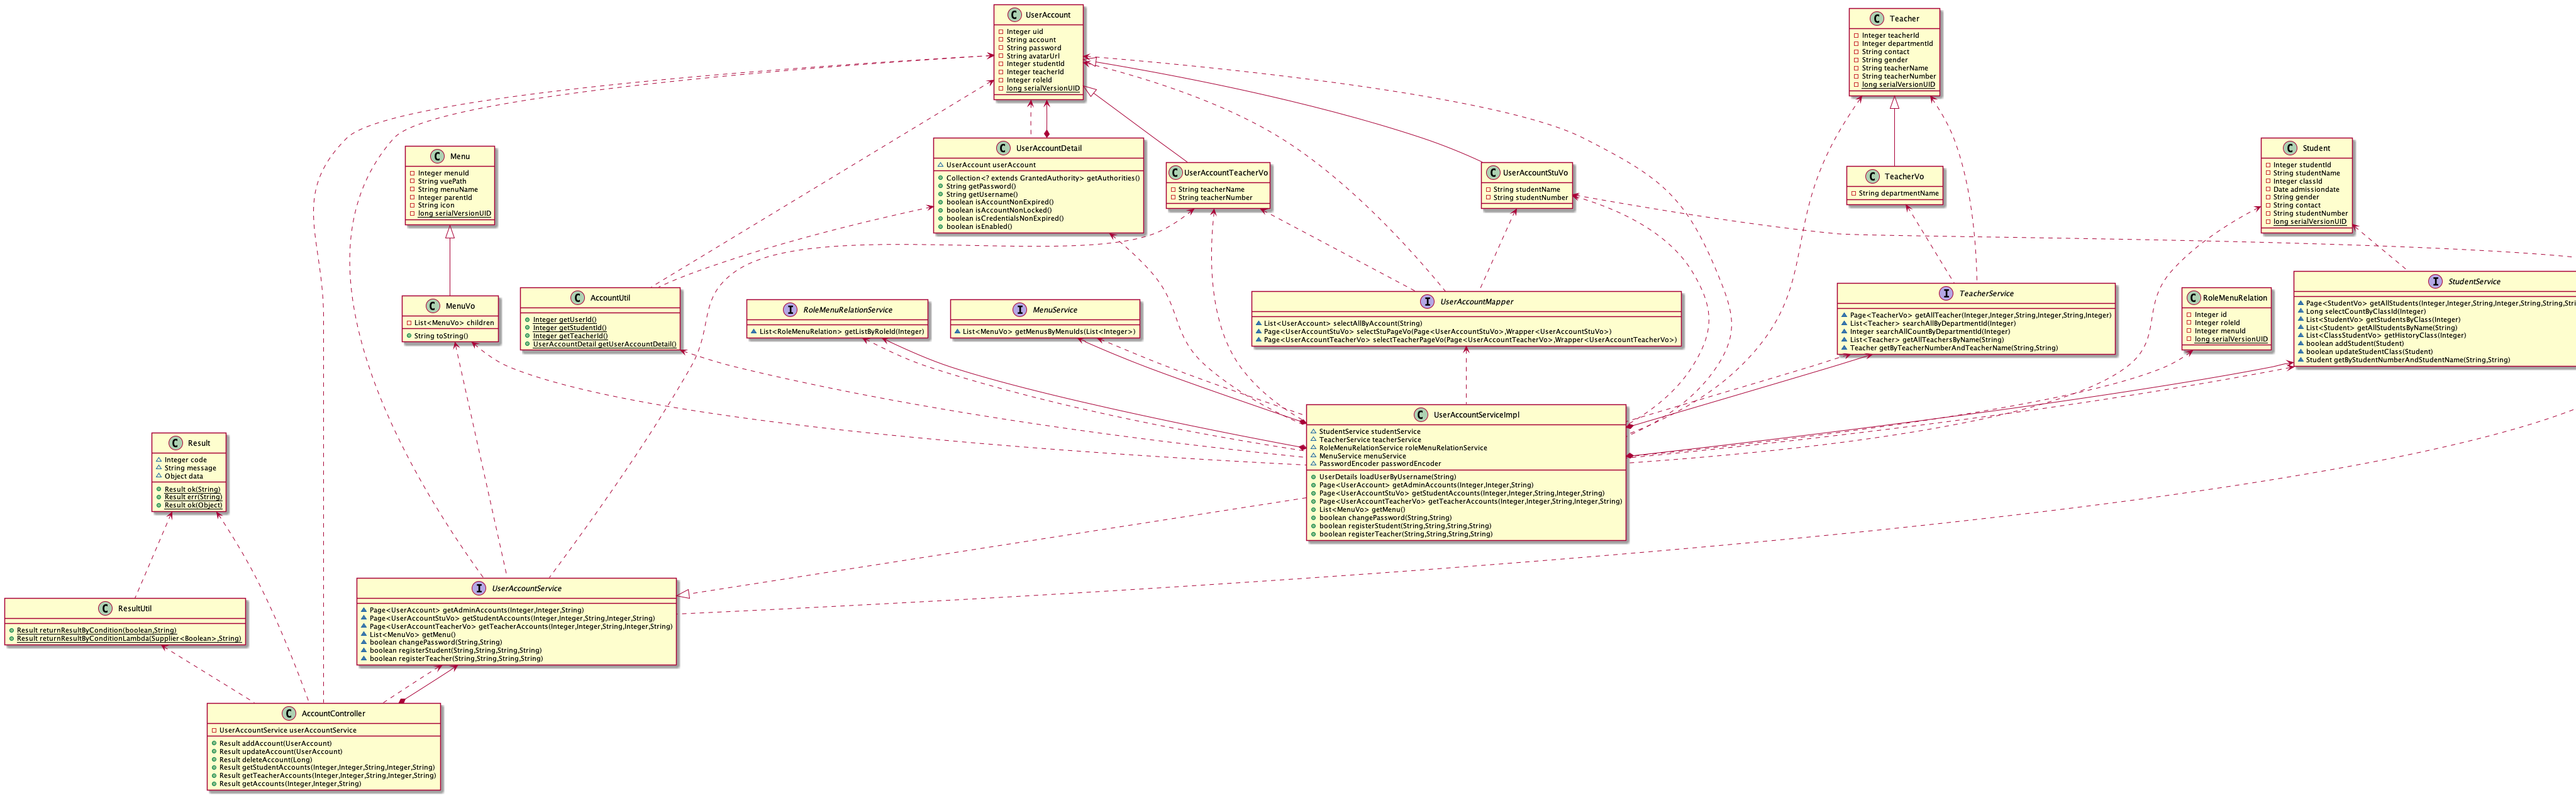 UserAccount
Integer uid
String account
String password
String avatarUrl
Integer studentId
Integer teacherId
Integer roleId
long serialVersionUID
Teacher
Integer teacherId
Integer departmentId
String contact
String gender
String teacherName
String teacherNumber
long serialVersionUID
Menu
Integer menuId
String vuePath
String menuName
Integer parentId
String icon
long serialVersionUID
UserAccountDetail
UserAccount userAccount
Collection<? extends GrantedAuthority> getAuthorities()
String getPassword()
String getUsername()
boolean isAccountNonExpired()
boolean isAccountNonLocked()
boolean isCredentialsNonExpired()
boolean isEnabled()
UserAccountTeacherVo
String teacherName
String teacherNumber
UserAccountStuVo
String studentName
String studentNumber
TeacherVo
String departmentName
Student
Integer studentId
String studentName
Integer classId
Date admissiondate
String gender
String contact
String studentNumber
long serialVersionUID
MenuVo
List<MenuVo> children
String toString()
AccountUtil
Integer getUserId()
Integer getStudentId()
Integer getTeacherId()
UserAccountDetail getUserAccountDetail()
RoleMenuRelationService
List<RoleMenuRelation> getListByRoleId(Integer)
MenuService
List<MenuVo> getMenusByMenuIds(List<Integer>)
UserAccountMapper
List<UserAccount> selectAllByAccount(String)
Page<UserAccountStuVo> selectStuPageVo(Page<UserAccountStuVo>,Wrapper<UserAccountStuVo>)
Page<UserAccountTeacherVo> selectTeacherPageVo(Page<UserAccountTeacherVo>,Wrapper<UserAccountTeacherVo>)
TeacherService
Page<TeacherVo> getAllTeacher(Integer,Integer,String,Integer,String,String,Integer)
List<Teacher> searchAllByDepartmentId(Integer)
Integer searchAllCountByDepartmentId(Integer)
List<Teacher> getAllTeachersByName(String)
Teacher getByTeacherNumberAndTeacherName(String,String)
RoleMenuRelation
Integer id
Integer roleId
Integer menuId
long serialVersionUID
StudentService
Page<StudentVo> getAllStudents(Integer,Integer,String,Integer,String,String,Stri
Long selectCountByClassId(Integer)
List<StudentVo> getStudentsByClass(Integer)
List<Student> getAllStudentsByName(String)
List<ClassStudentVo> getHistoryClass(Integer)
boolean addStudent(Student)
boolean updateStudentClass(Student)
Student getByStudentNumberAndStudentName(String,String)
Result
Integer code
String message
Object data
Result ok(String)
Result err(String)
Result ok(Object)
UserAccountServiceImpl
StudentService studentService
TeacherService teacherService
RoleMenuRelationService roleMenuRelationService
MenuService menuService
PasswordEncoder passwordEncoder
UserDetails loadUserByUsername(String)
Page<UserAccount> getAdminAccounts(Integer,Integer,String)
Page<UserAccountStuVo> getStudentAccounts(Integer,Integer,String,Integer,String)
Page<UserAccountTeacherVo> getTeacherAccounts(Integer,Integer,String,Integer,String)
List<MenuVo> getMenu()
boolean changePassword(String,String)
boolean registerStudent(String,String,String,String)
boolean registerTeacher(String,String,String,String)
ResultUtil
Result returnResultByCondition(boolean,String)
Result returnResultByConditionLambda(Supplier<Boolean>,String)
UserAccountService
Page<UserAccount> getAdminAccounts(Integer,Integer,String)
Page<UserAccountStuVo> getStudentAccounts(Integer,Integer,String,Integer,String)
Page<UserAccountTeacherVo> getTeacherAccounts(Integer,Integer,String,Integer,String)
List<MenuVo> getMenu()
boolean changePassword(String,String)
boolean registerStudent(String,String,String,String)
boolean registerTeacher(String,String,String,String)
AccountController
UserAccountService userAccountService
Result addAccount(UserAccount)
Result updateAccount(UserAccount)
Result deleteAccount(Long)
Result getStudentAccounts(Integer,Integer,String,Integer,String)
Result getTeacherAccounts(Integer,Integer,String,Integer,String)
Result getAccounts(Integer,Integer,String)